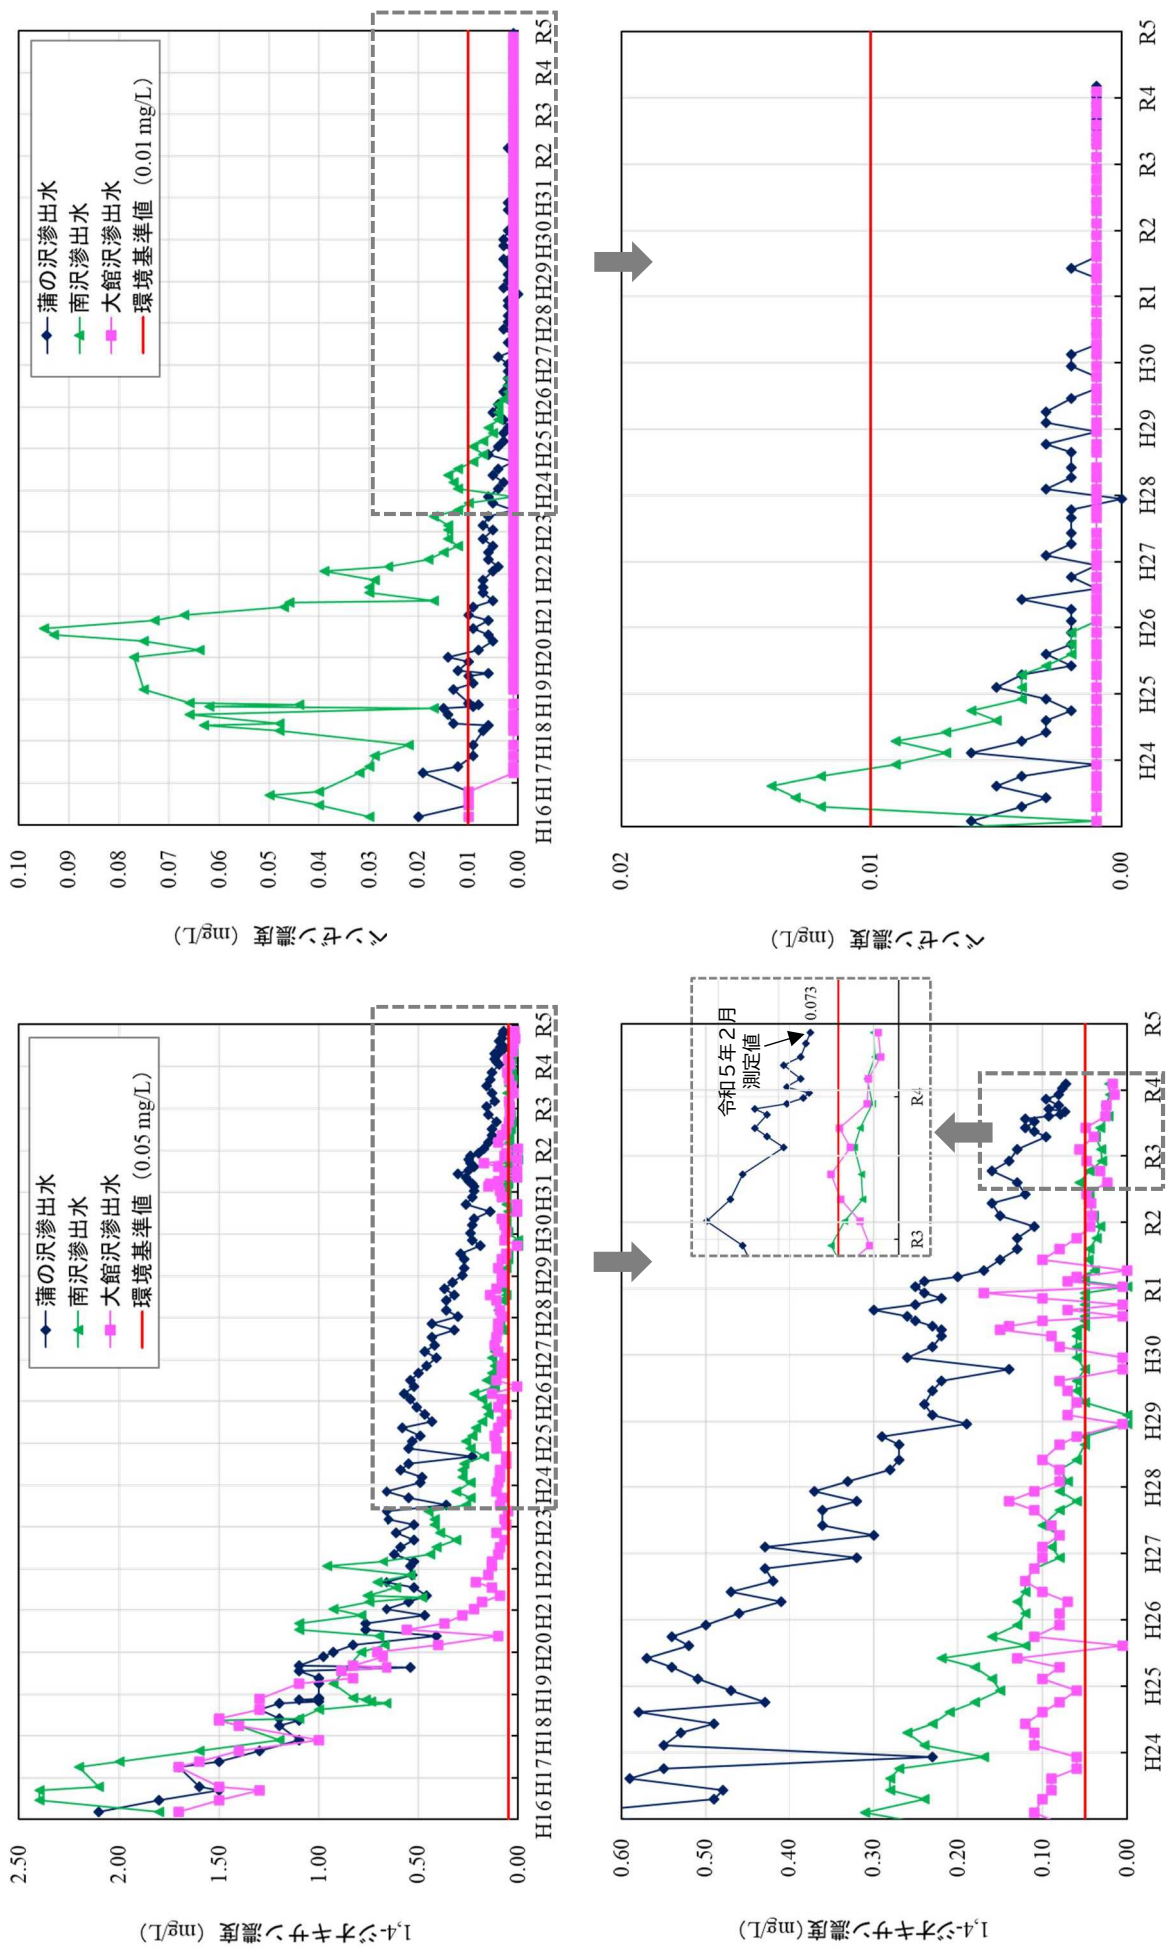 1,4-ジオキサン濃度 (mg/L)
2.50
2.00
1.50
1.00
0.50
0.00
H16 H17 H18 H19 H20 H21 H22 H23 H24 H25 H26 H27 H28 H29 H30 H31 R2 R3 R4 R5
蒲の沢滲出水
南沢滲出水
大館沢滲出水
環境基準値（0.05 mg/L）
ベンゼン濃度（mg/L）
0.10
0.09
0.08
0.07
0.06
0.05
0.04
0.03
0.02
0.01
0.00
H16 H17 H18 H19 H20 H21 H22 H23 H24 H25 H26 H27 H28 H29 H30 H31 R2 R3 R4 R5
蒲の沢滲出水
南沢滲出水
大館沢滲出水
環境基準値（0.01 mg/L）
1,4-ジオキサン濃度(mg/L)
0.60
0.50
0.40
0.30
0.20
0.10
0.00
H24 H25 H26 H27 H28 H29 H30 R1 R2 R3 R4 R5
令和５年２月
測定値
0.073
R3 R4
ベンゼン濃度（mg/L）
0.02
0.01
0.00
H24 H25 H26 H27 H28 H29 H30 R1 R2 R3 R4 R5